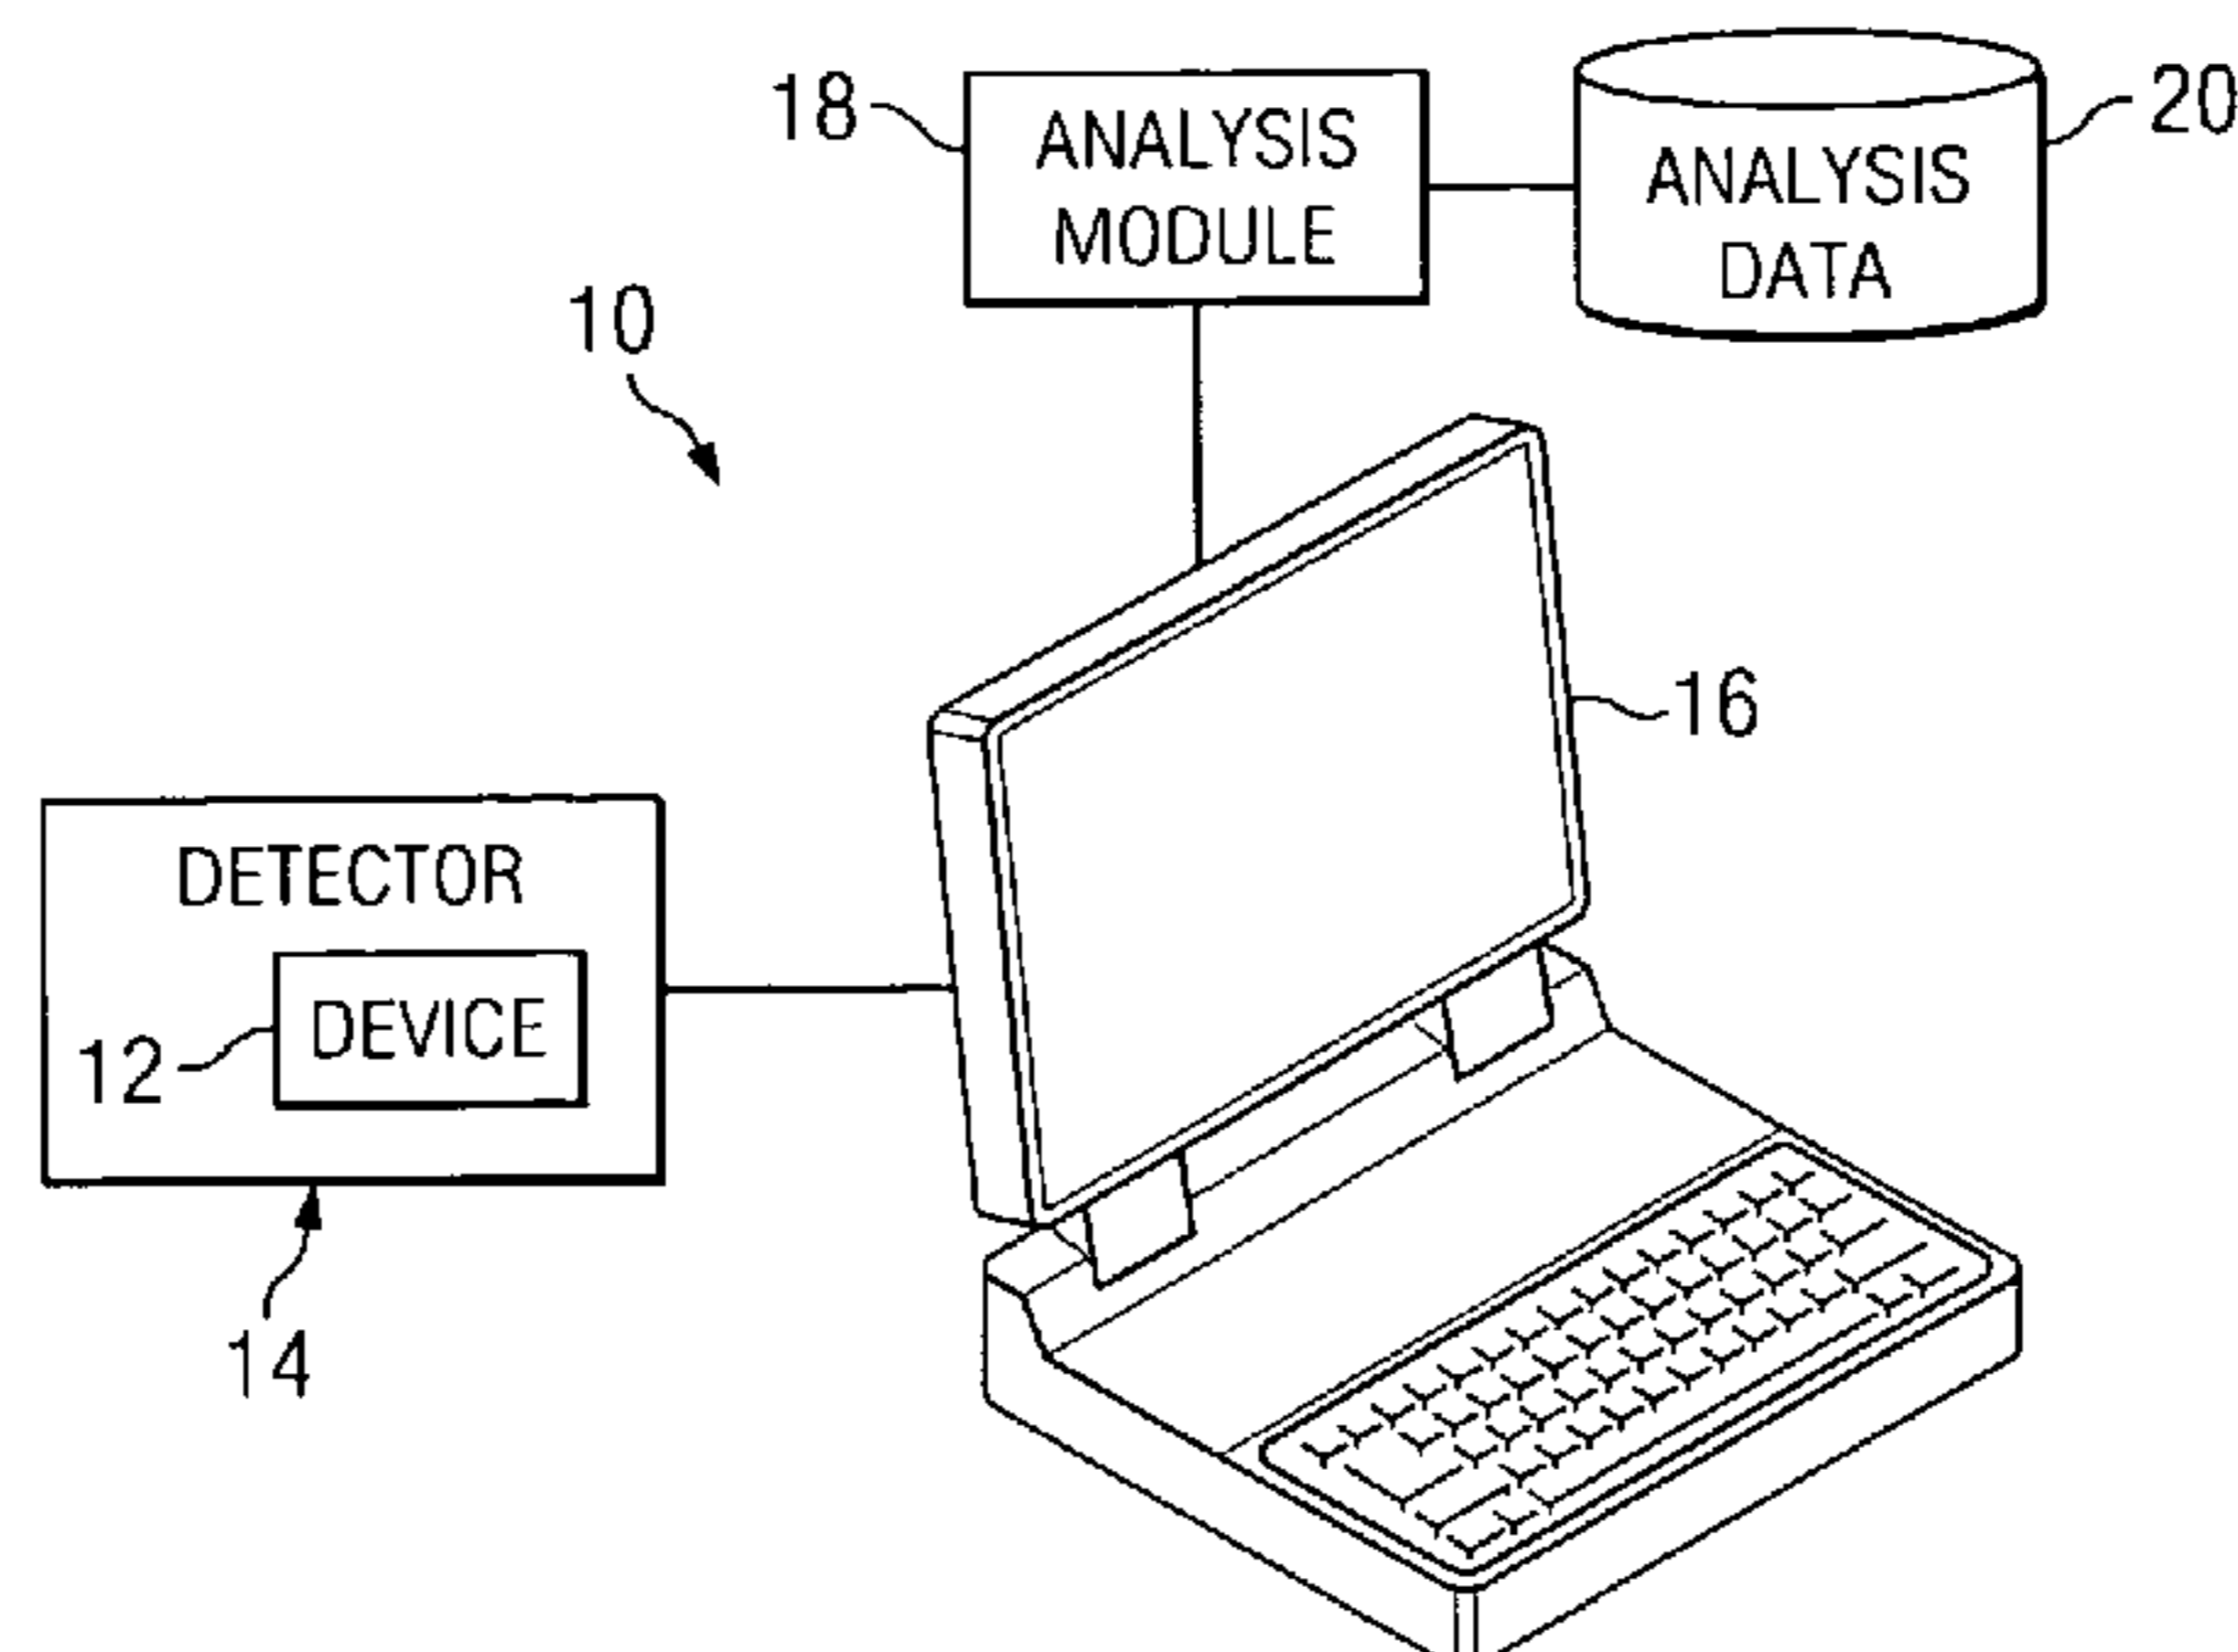 18
ANALYSIS
MODULE
ANALYSIS
DATA
20
10
16
DETECTOR
DEVICE
12
14